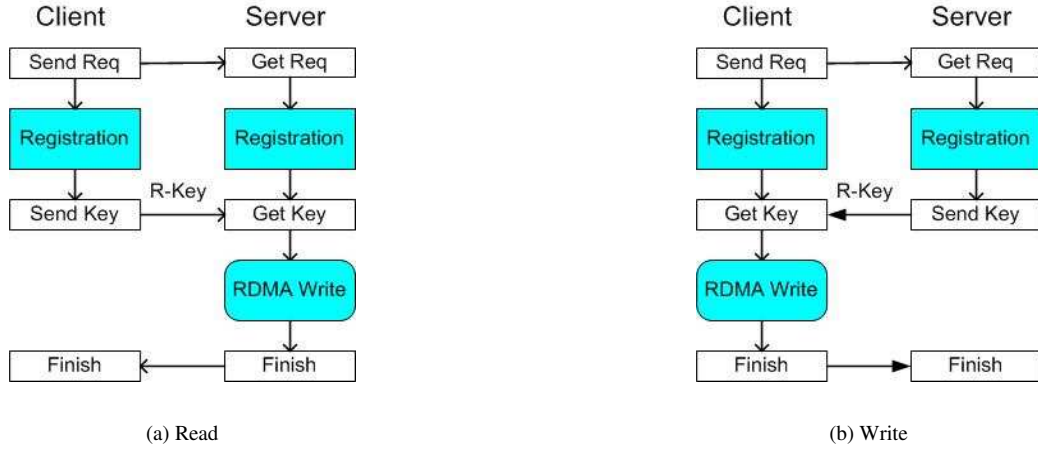 Client Server
Send Req Get Req
Registration Registration
R-Key
Send Key Get Key
RDMA Write
Finish Finish
(a) Read
Client Server
Send Req Get Req
Registration Registration
R-Key
Get Key Send Key
RDMA Write
Finish Finish
(b) Write